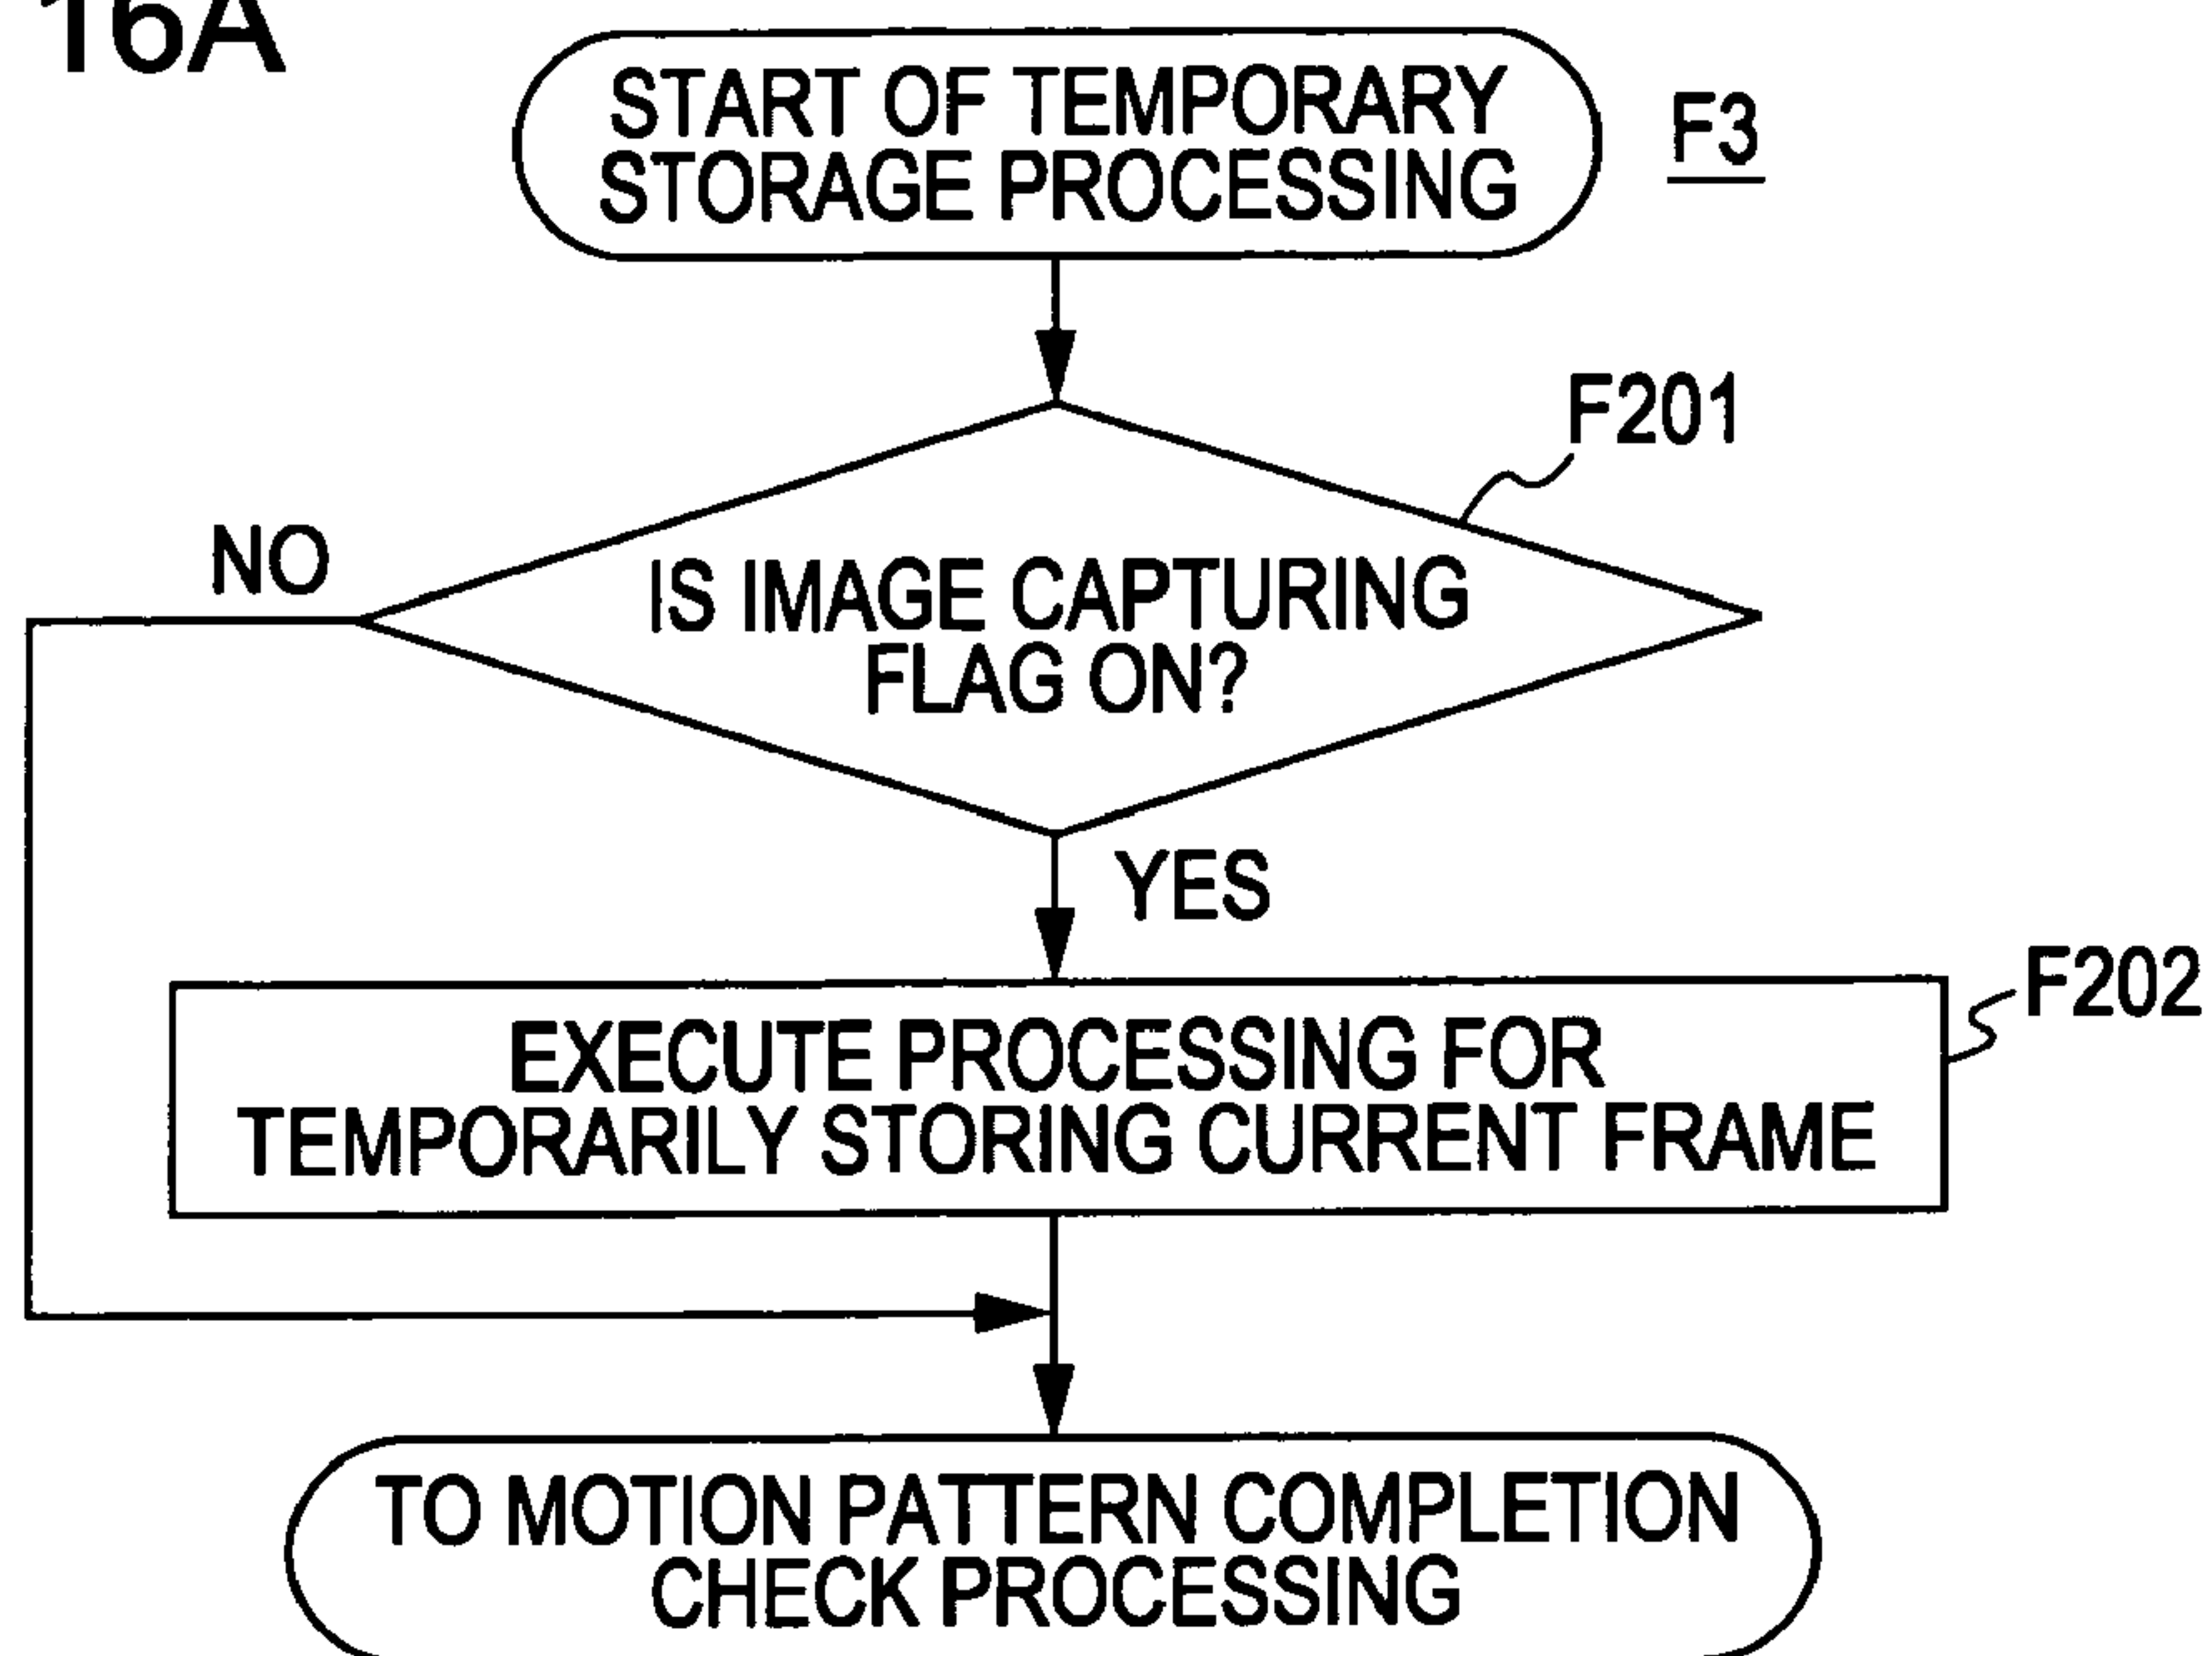 16A
START OF TEMPORARY
STORAGE PROCESSING
F3
F201
NO
IS IMAGE CAPTURING
FLAG ON?
YES
F202
EXECUTE PROCESSING FOR
TEMPORARILY STORING CURRENT FRAME
TO MOTION PATTERN COMPLETION
CHECK PROCESSING